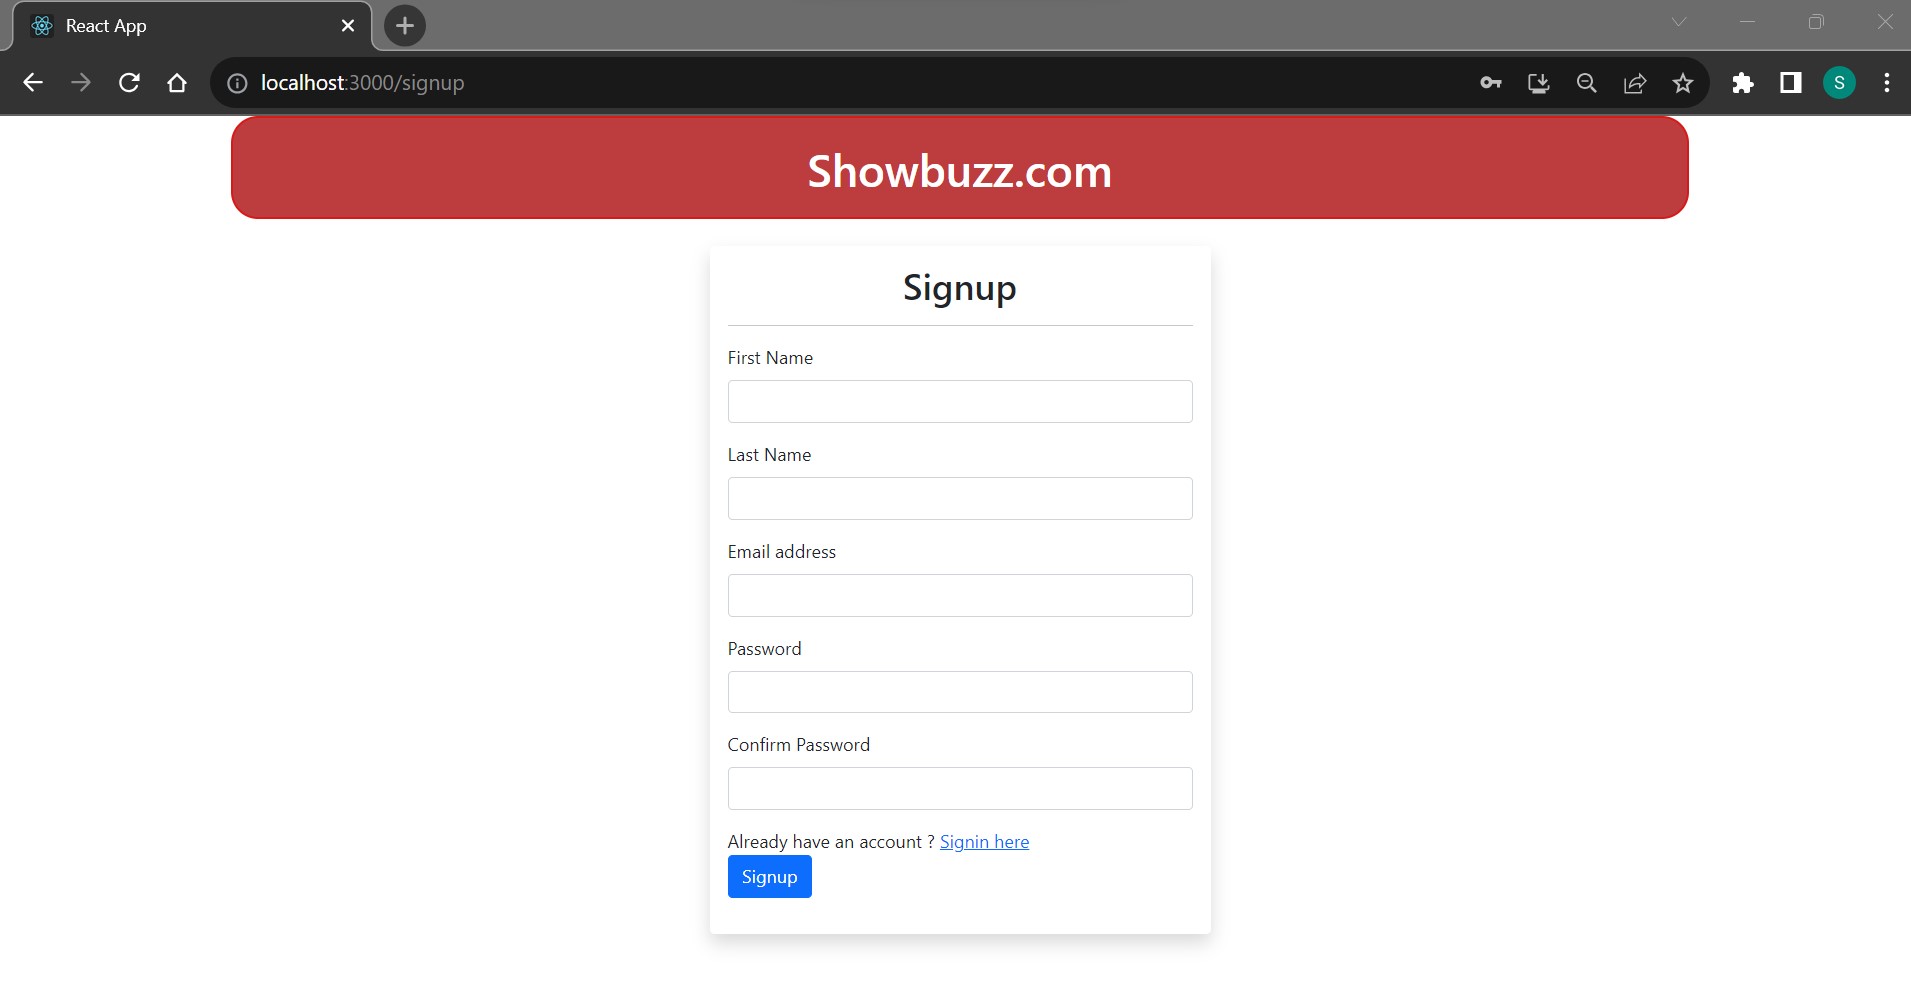 React App
localhost:3000/signup
S
Showbuzz.com
Signup
First Name
Last Name
Email address
Password
Confirm Password
Already have an account ? Signin here
Signup